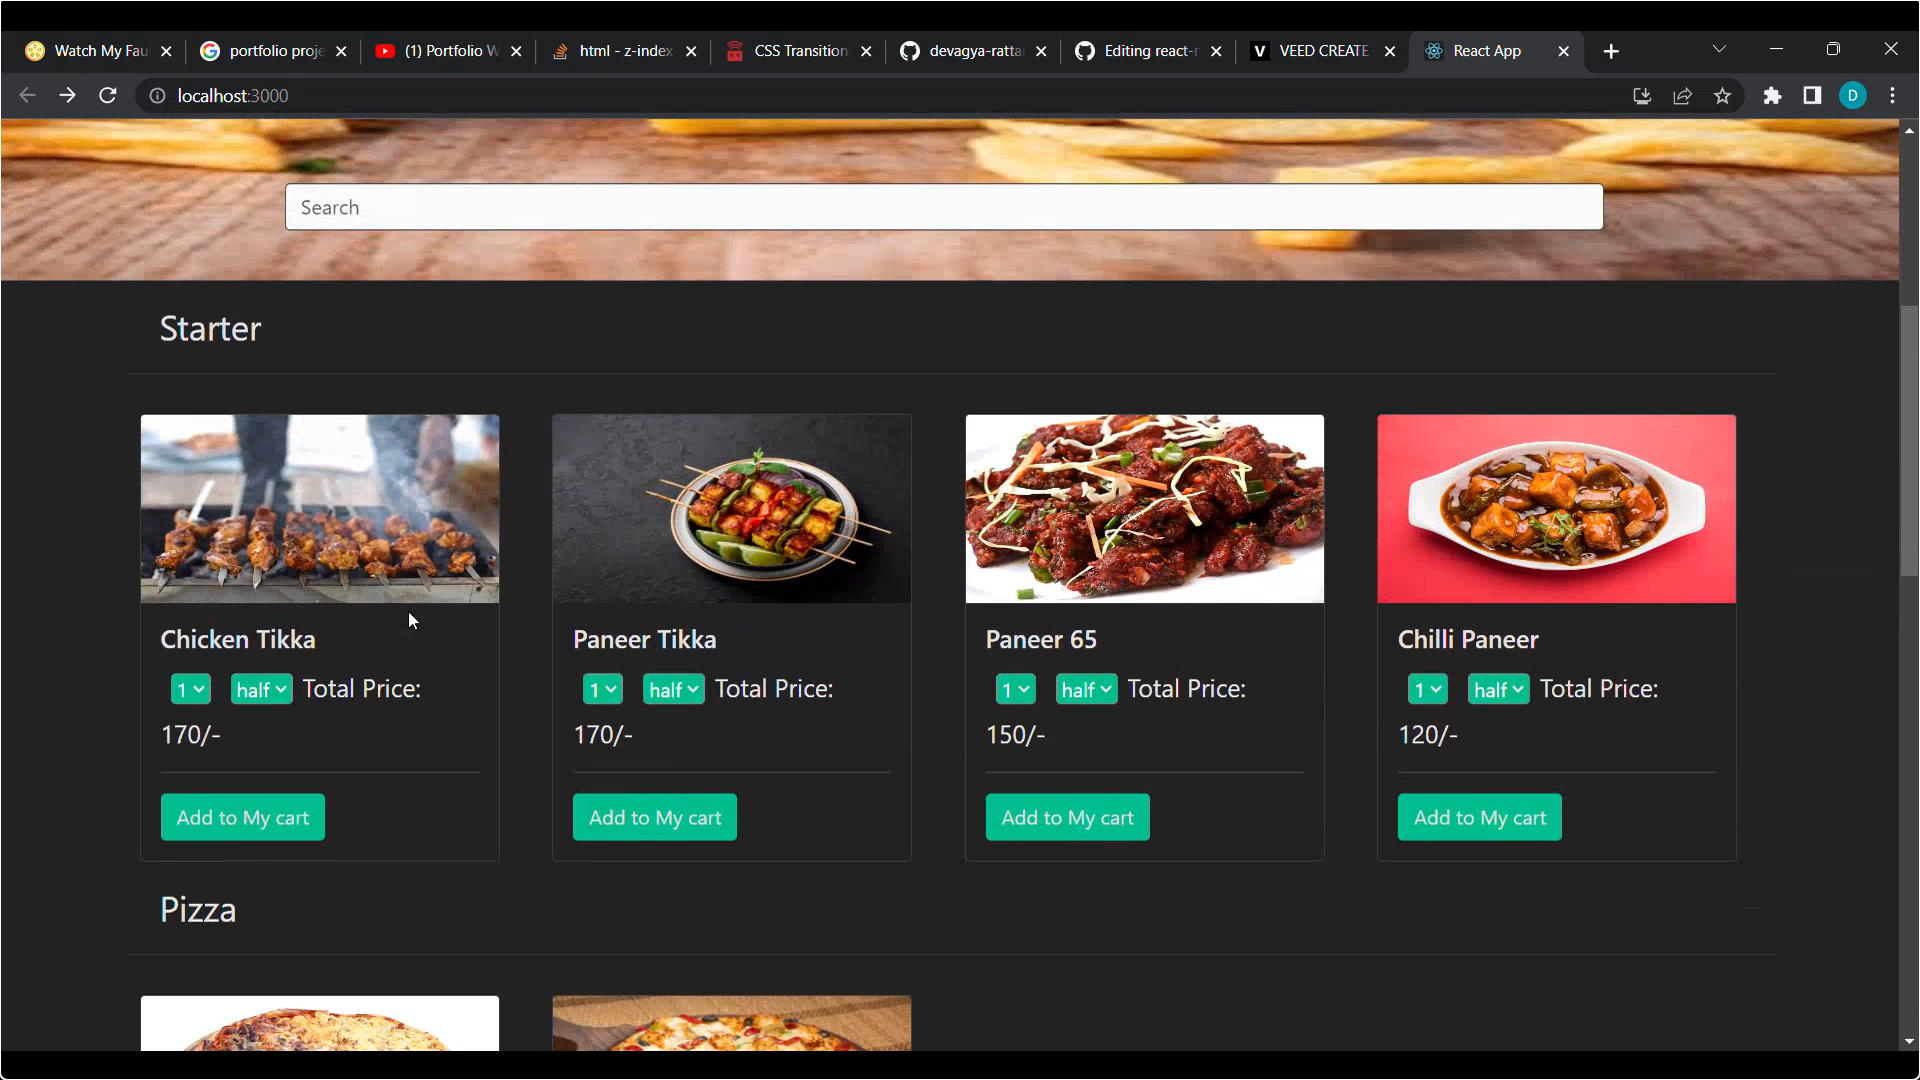 Watch My Fau
portfolio proje
(1) Portfolio W
html - z-index
CSS Transition
devagya-rattan
Editing react-r
VEED CREATE
React App
localhost:3000
D
Search
Starter
Chicken Tikka
1 half Total Price:
170/-
Add to My cart
Paneer Tikka
1 half Total Price:
170/-
Add to My cart
Paneer 65
1 half Total Price:
150/-
Add to My cart
Chilli Paneer
1 half Total Price:
120/-
Add to My cart
Pizza